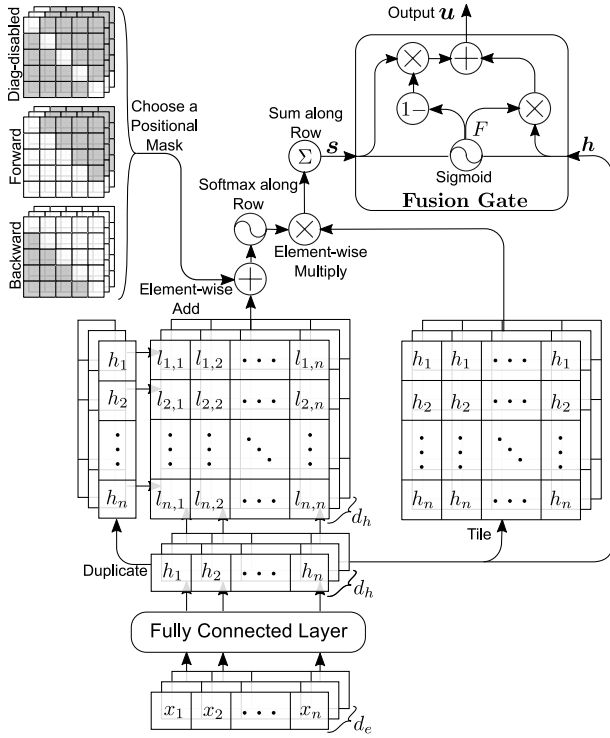 Output u
Diag-disabled
Forward
Backward
Choose a
Positional
Mask
Sum along
Row
s
Σ
×
+
1-
F
×
Sigmoid
Fusion Gate
h
Softmax along
Row
×
Element-wise
Multiply
+
Element-wise
Add
h1 l1,1 l1,2 • • • l1,n
h2 l2,1 l2,2 • • • l2,n
hn ln,1 ln,2 • • • ln,n
dh
h1 h1 • • • h1
h2 h2 • • • h2
hn hn • • • hn
Tile
Duplicate
h1 h2 • • • hn
dh
Fully Connected Layer
x1 x2 • • • xn
de